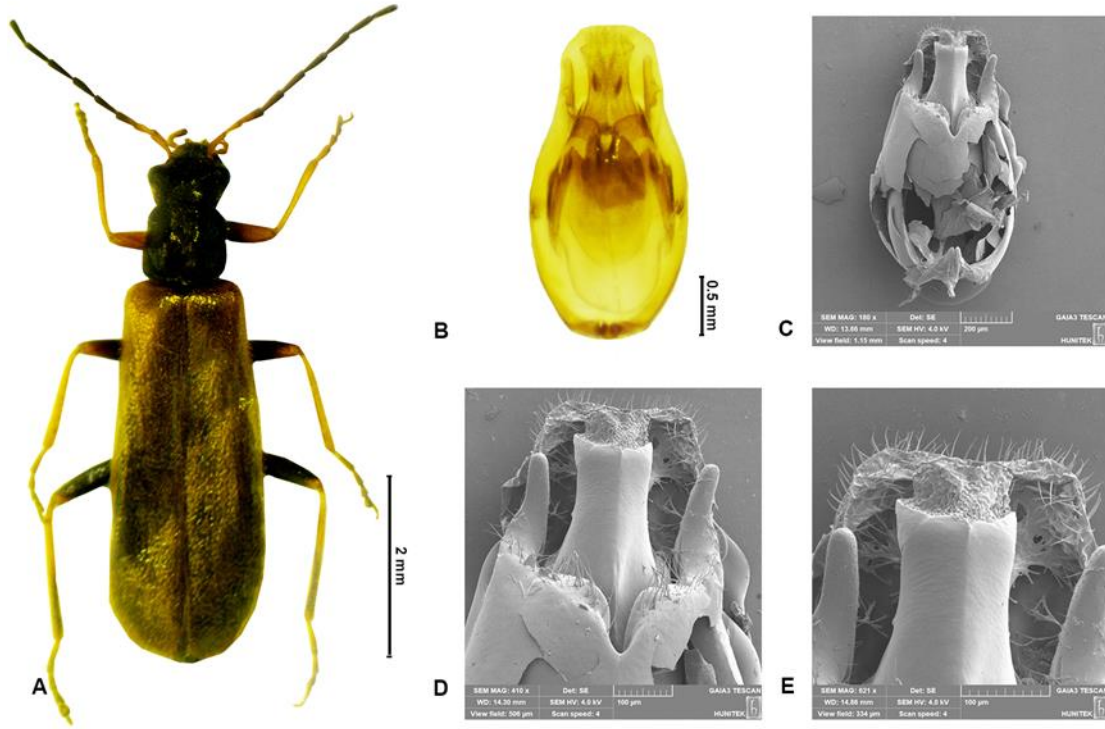 A
2 mm
B
0.5 mm
C
SEM MAG: 180 x Det: SE
WD: 13.66 mm SEM HV: 4.0 kV 200 µm
View field: 1.15 mm Scan speed: 4
GAIA3 TESCAN
HUNITEK
D
SEM MAG: 410 x Det: SE
WD: 14.30 mm SEM HV: 4.0 kV 100 µm
View field: 506 µm Scan speed: 4
GAIA3 TESCAN
HUNITEK
E
SEM MAG: 621 x Det: SE
WD: 14.86 mm SEM HV: 4.0 kV 100 µm
View field: 334 µm Scan speed: 4
GAIA3 TESCAN
HUNITEK